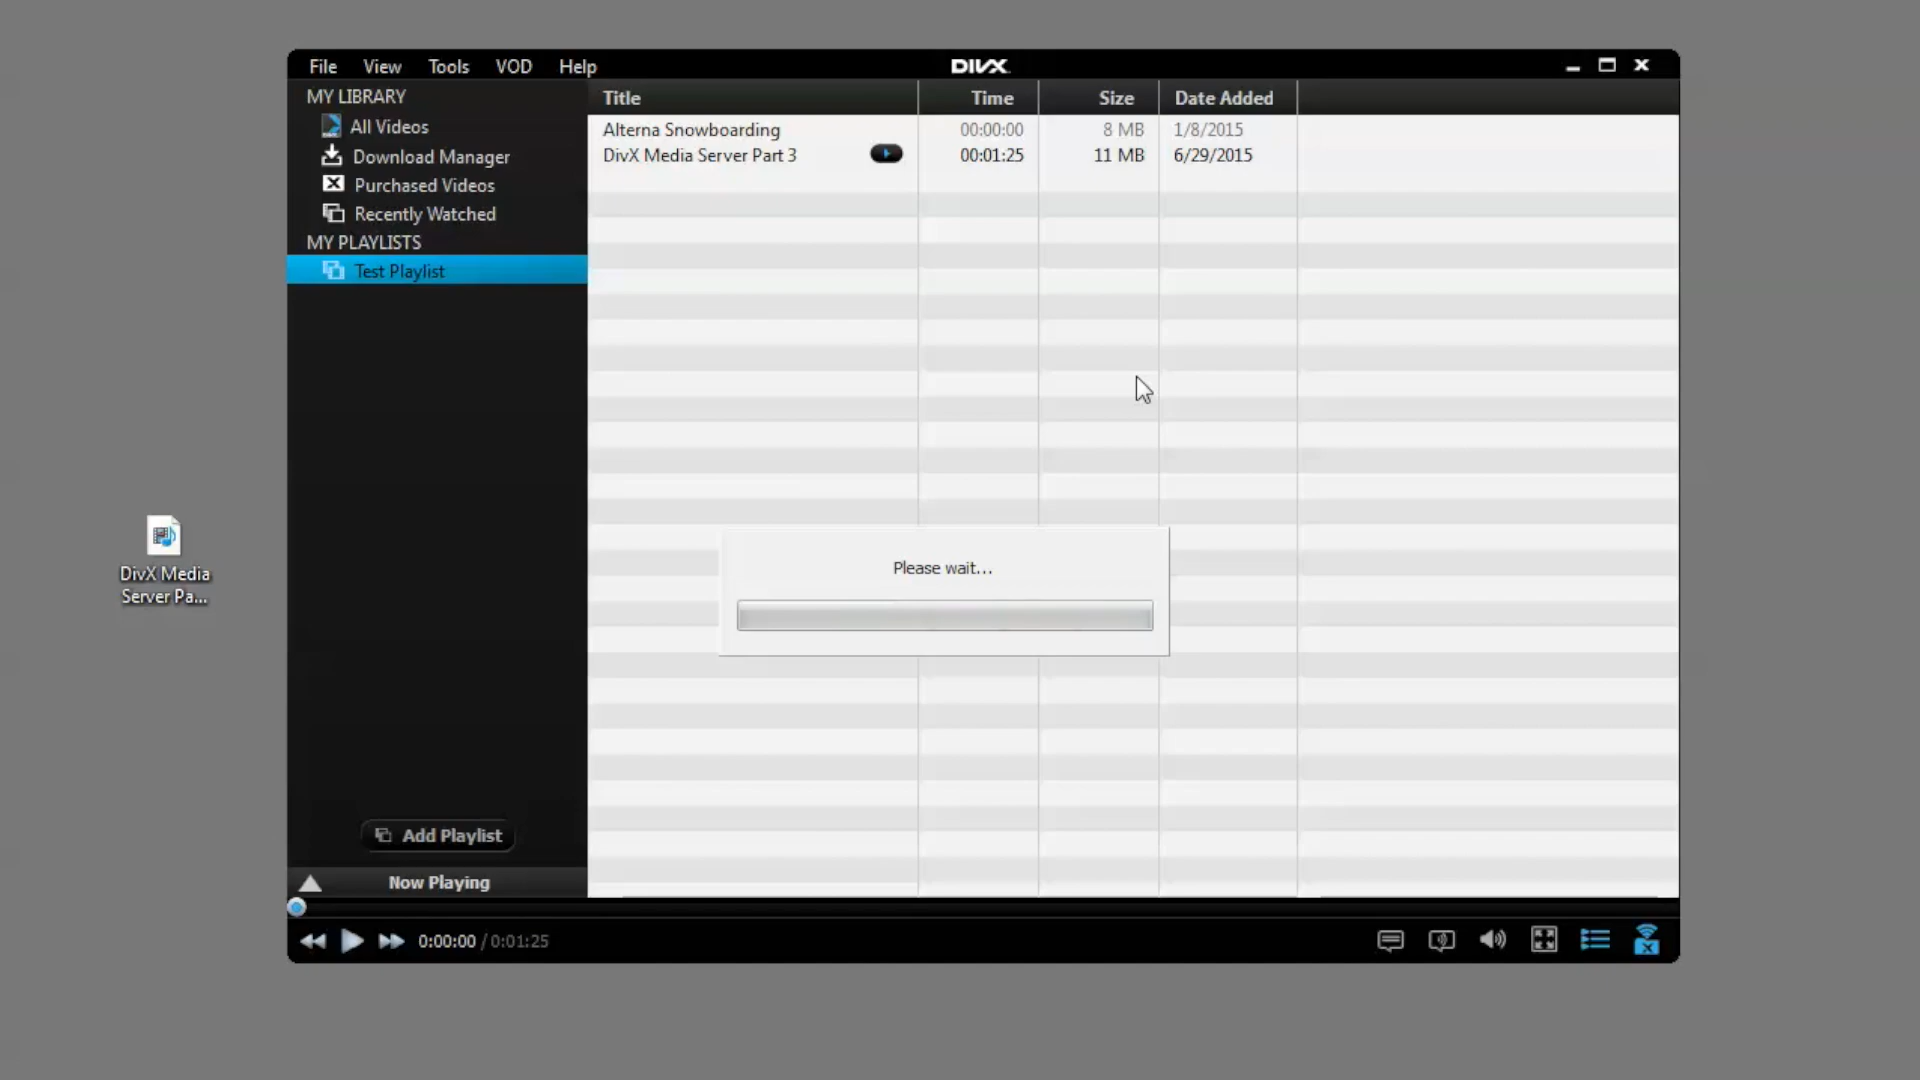 File View Tools VOD Help DIVX
MY LIBRARY
All Videos
Download Manager
Purchased Videos
Recently Watched
MY PLAYLISTS
Test Playlist
Title Time Size Date Added
Alterna Snowboarding 00:00:00 8 MB 1/8/2015
DivX Media Server Part 3 00:01:25 11 MB 6/29/2015
Please wait...
DivX Media
Server Pa...
Add Playlist
Now Playing
0:00:00 / 0:01:25